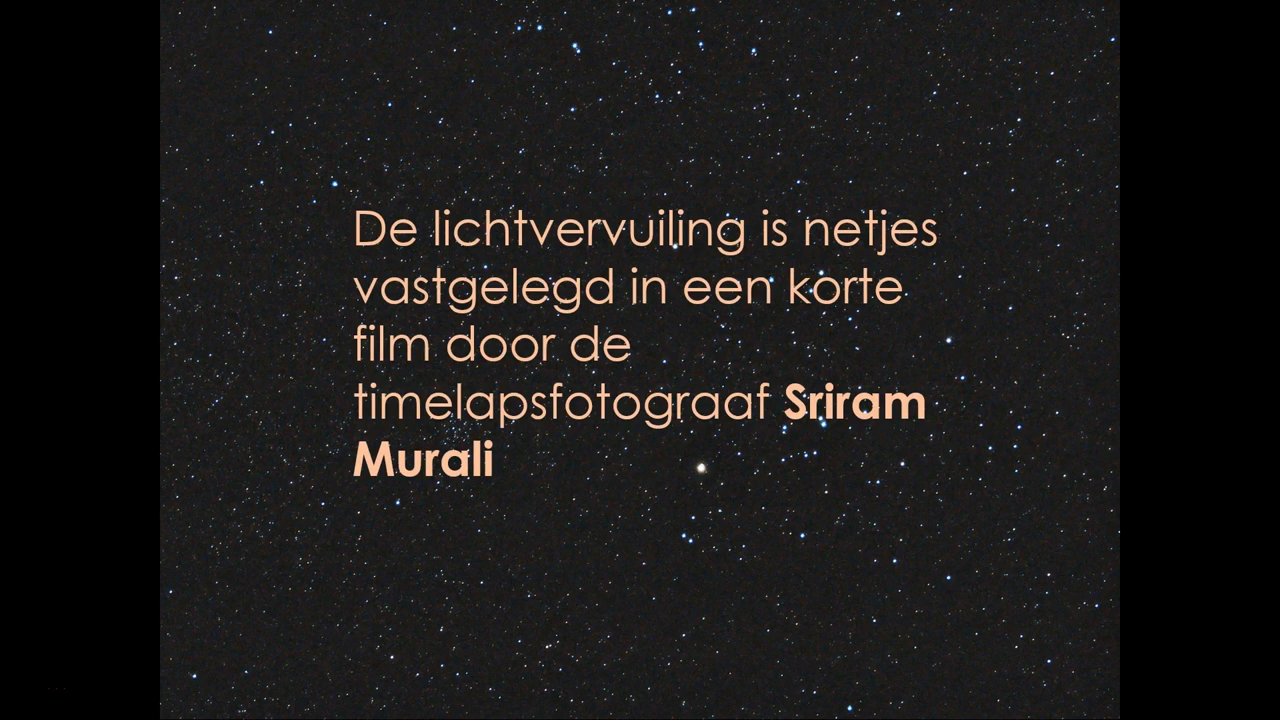 De lichtvervuiling is netjes
vastgelegd in een korte
film door de
timelapsfotograaf Sriram
Murali